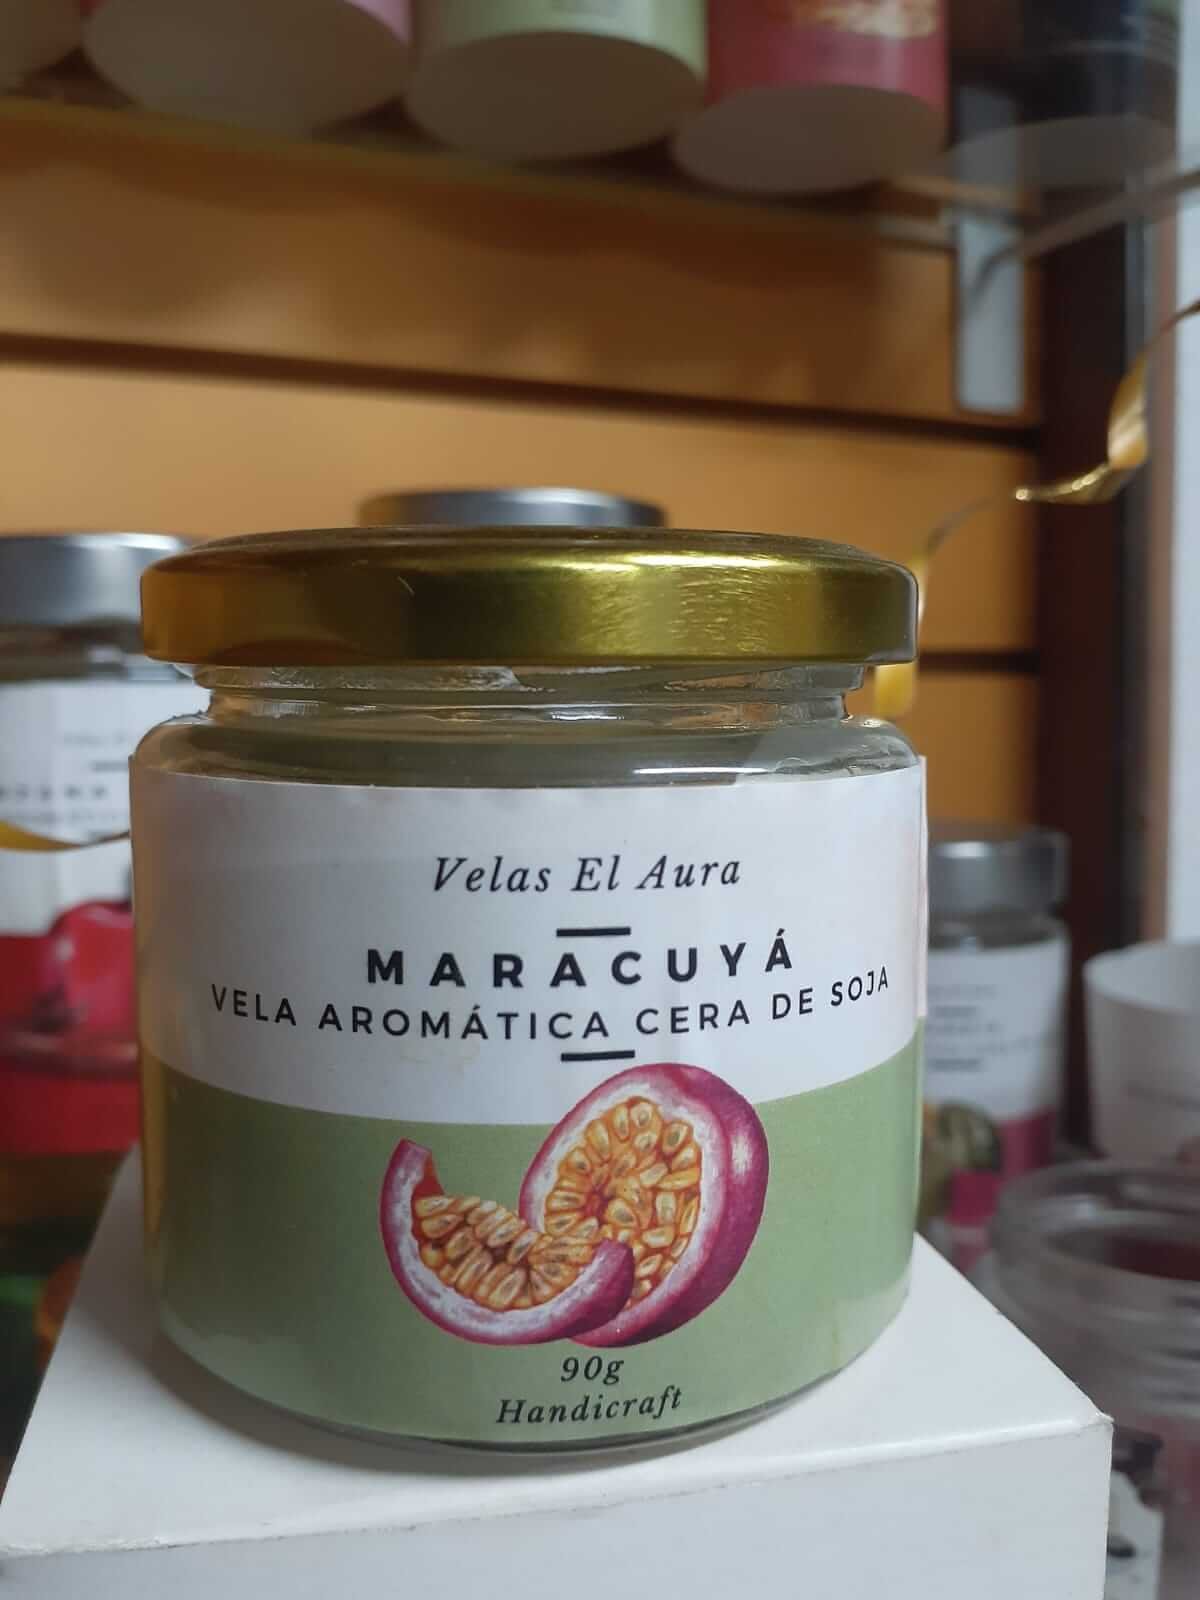 Velas El Aura
MARACUYÁ
VELA AROMÁTICA CERA DE SOJA
90g
Handicraft